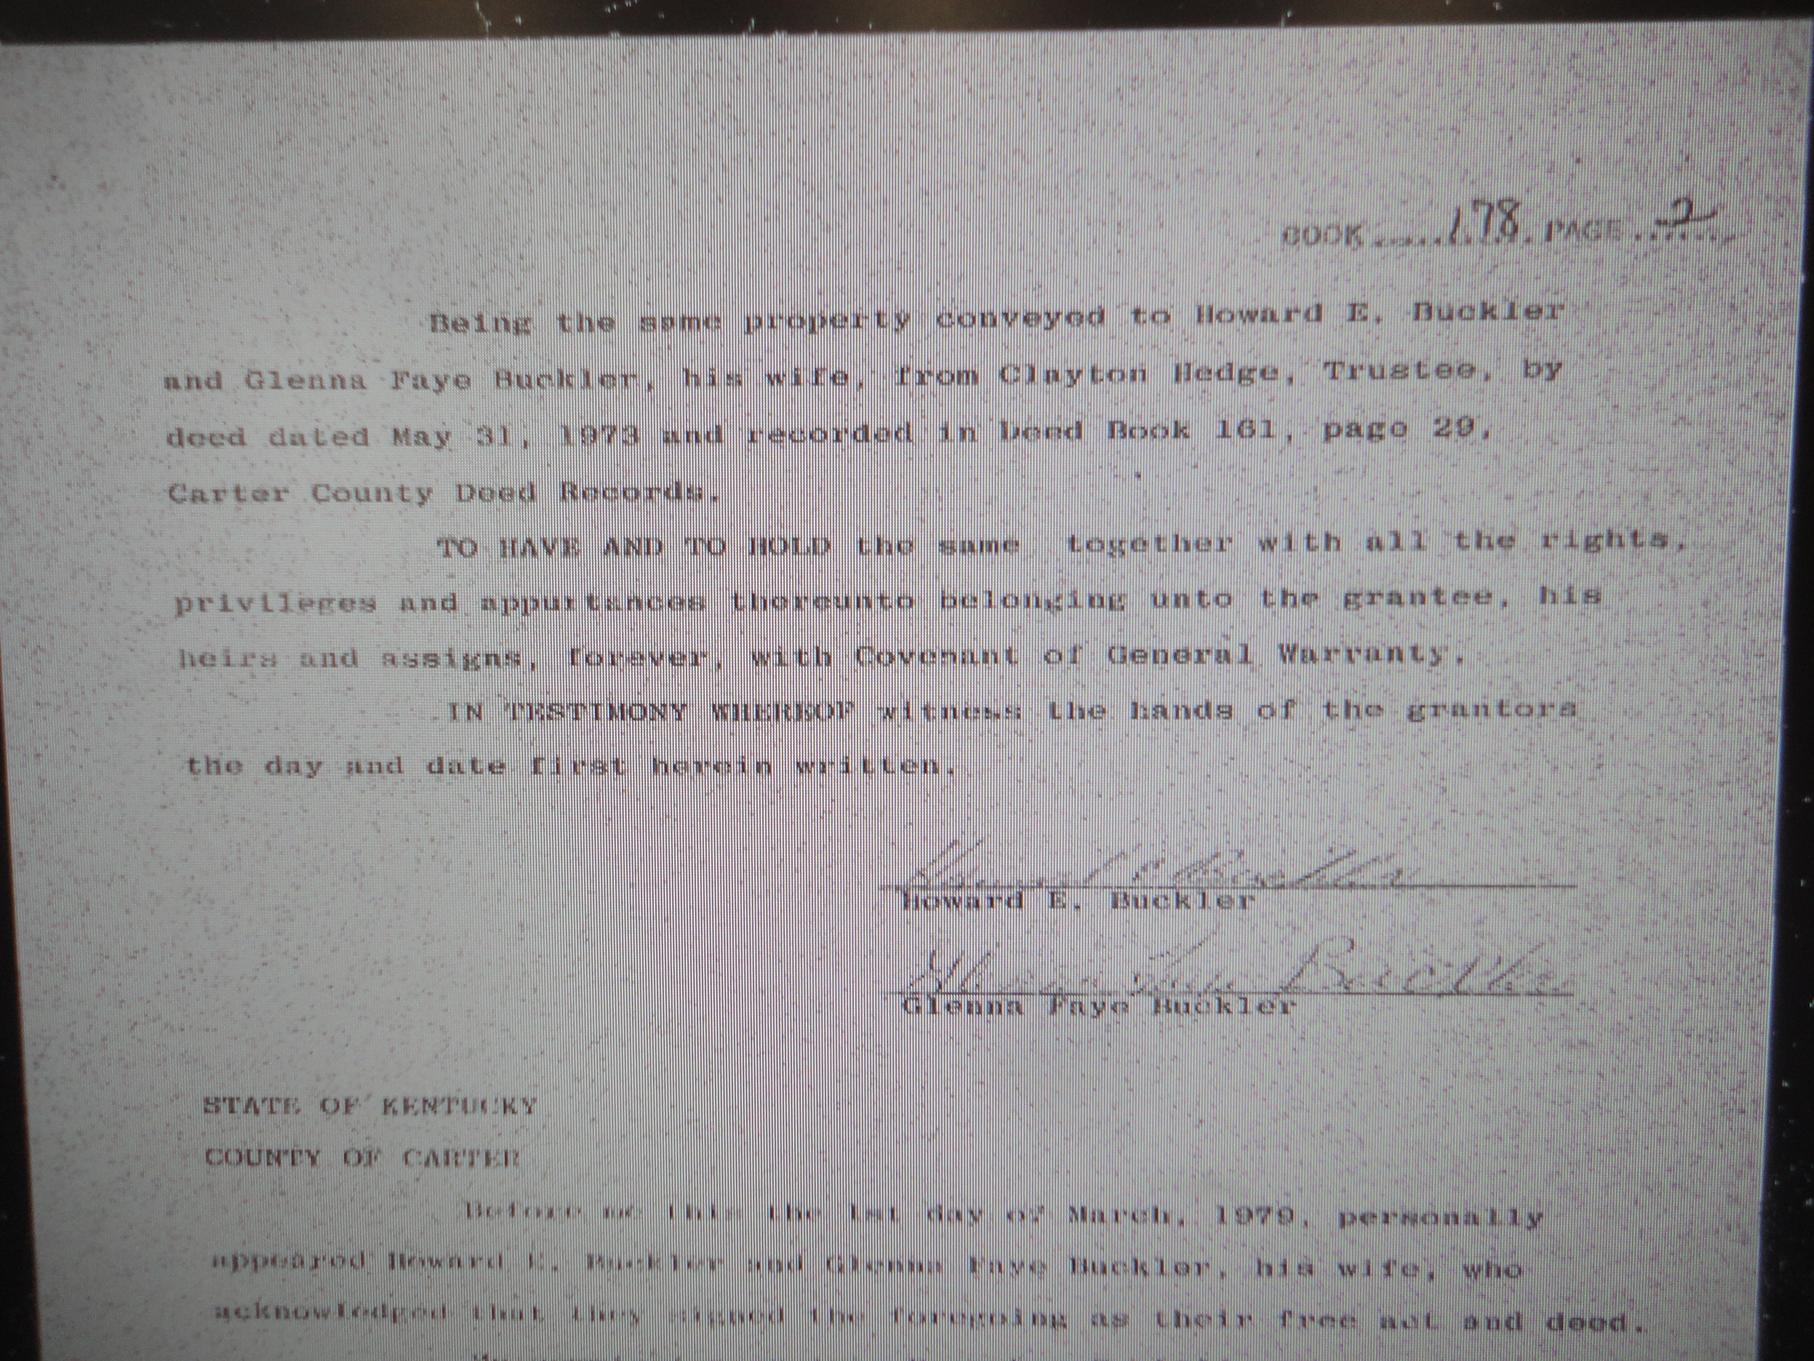 BOOK ........178. PAGE ..2....
Being the same property conveyed to Howard E. Buckler
and Glenna Faye Buckler, his wife, from Clayton Hedge, Trustee, by
deed dated May 31, 1973 and recorded in Deed Book 161, page 29,
Carter County Deed Records.
TO HAVE AND TO HOLD the same together with all the rights,
privileges and appurtances thereunto belonging unto the grantee, his
heirs and assigns, forever, with Covenant of General Warranty.
IN TESTIMONY WHEREOF witness the hands of the grantors
the day and date first herein written.
Howard E. Buckler
Howard E. Buckler
Glenna Faye Buckler
Glenna Faye Buckler
STATE OF KENTUCKY
COUNTY OF CARTER
Before me this the 1st day of March, 1979, personally
appeared Howard E. Buckler and Glenna Faye Buckler, his wife, who
acknowledged that they signed the foregoing as their free act and deed.